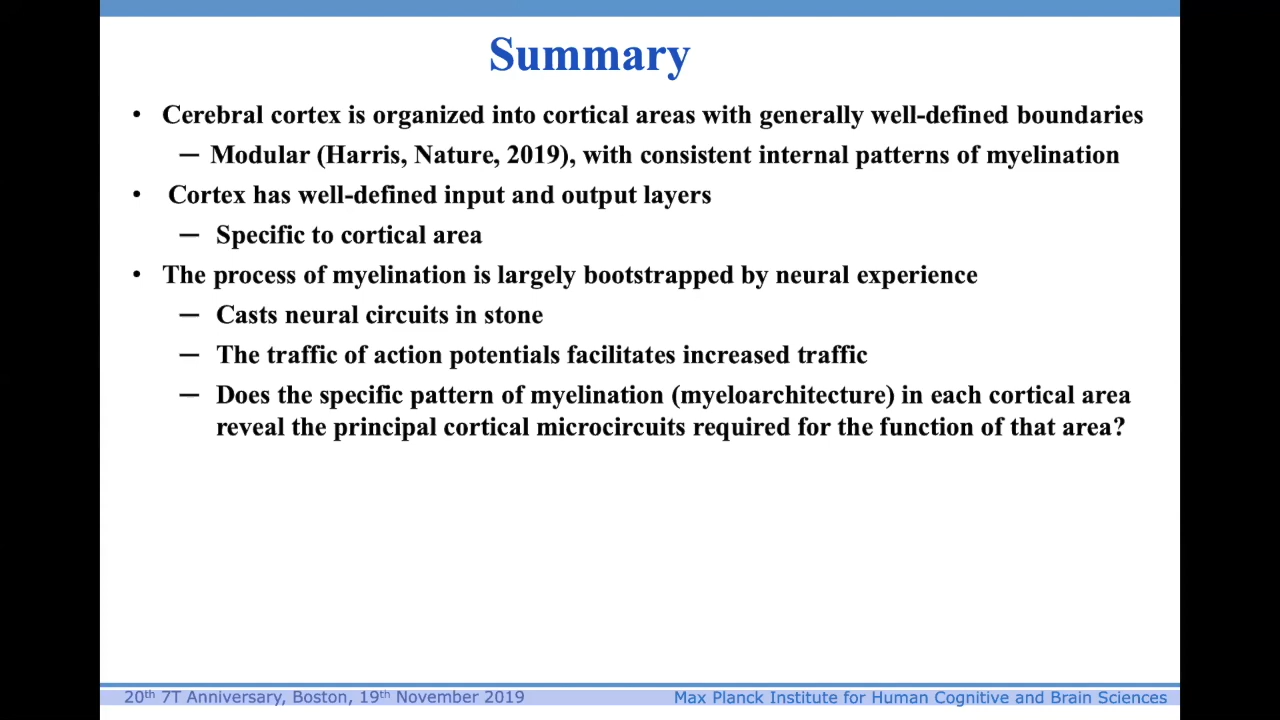 Summary
• Cerebral cortex is organized into cortical areas with generally well-defined boundaries
— Modular (Harris, Nature, 2019), with consistent internal patterns of myelination
• Cortex has well-defined input and output layers
— Specific to cortical area
• The process of myelination is largely bootstrapped by neural experience
— Casts neural circuits in stone
— The traffic of action potentials facilitates increased traffic
— Does the specific pattern of myelination (myeloarchitecture) in each cortical area
reveal the principal cortical microcircuits required for the function of that area?
20th 7T Anniversary, Boston, 19th November 2019
Max Planck Institute for Human Cognitive and Brain Sciences